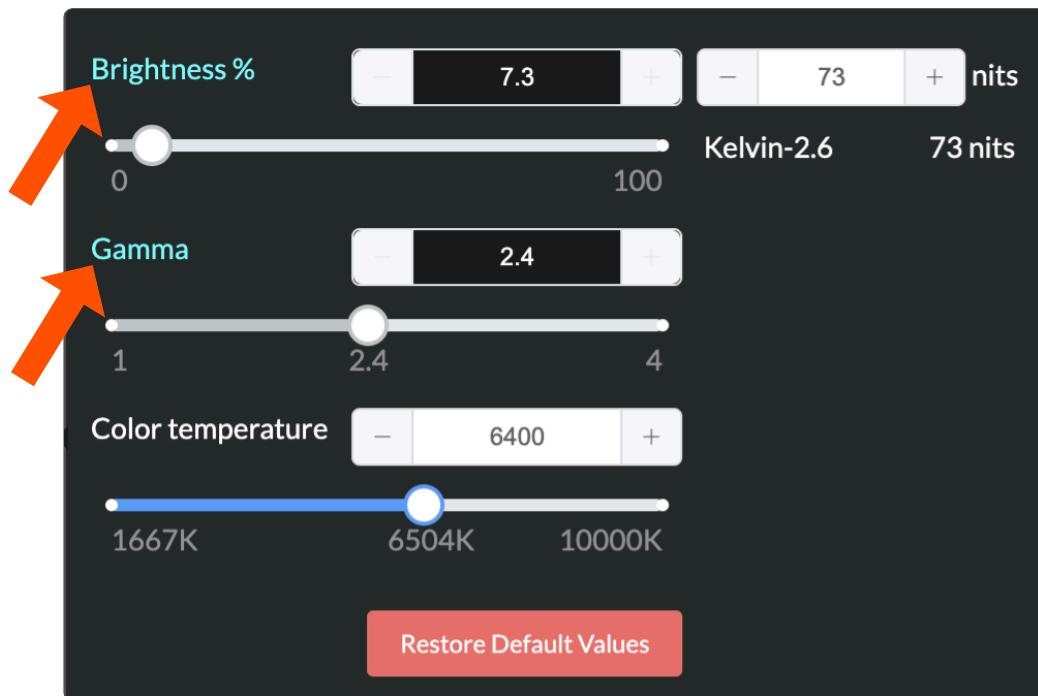 Brightness %
− 7.3 +
− 73 + nits
Kelvin-2.6 73 nits
0 100
Gamma
− 2.4 +
1 2.4 4
Color temperature
− 6400 +
1667K 6504K 10000K
Restore Default Values